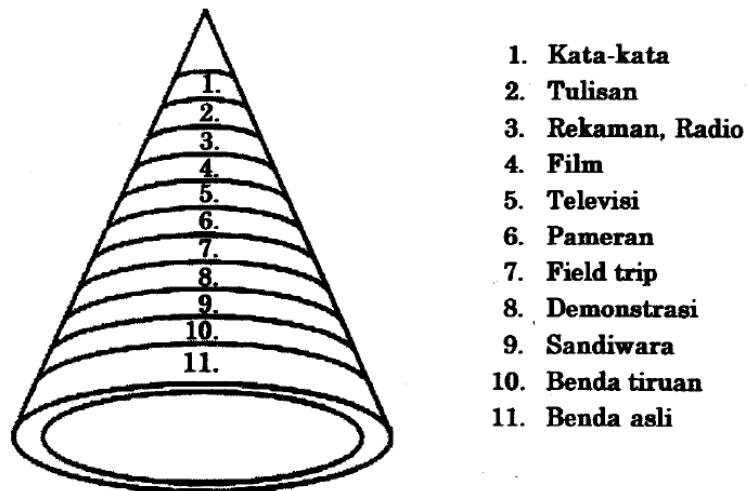 1.
2.
3.
4.
5.
6.
7.
8.
9.
10.
11.
1. Kata-kata
2. Tulisan
3. Rekaman, Radio
4. Film
5. Televisi
6. Pameran
7. Field trip
8. Demonstrasi
9. Sandiwara
10. Benda tiruan
11. Benda asli